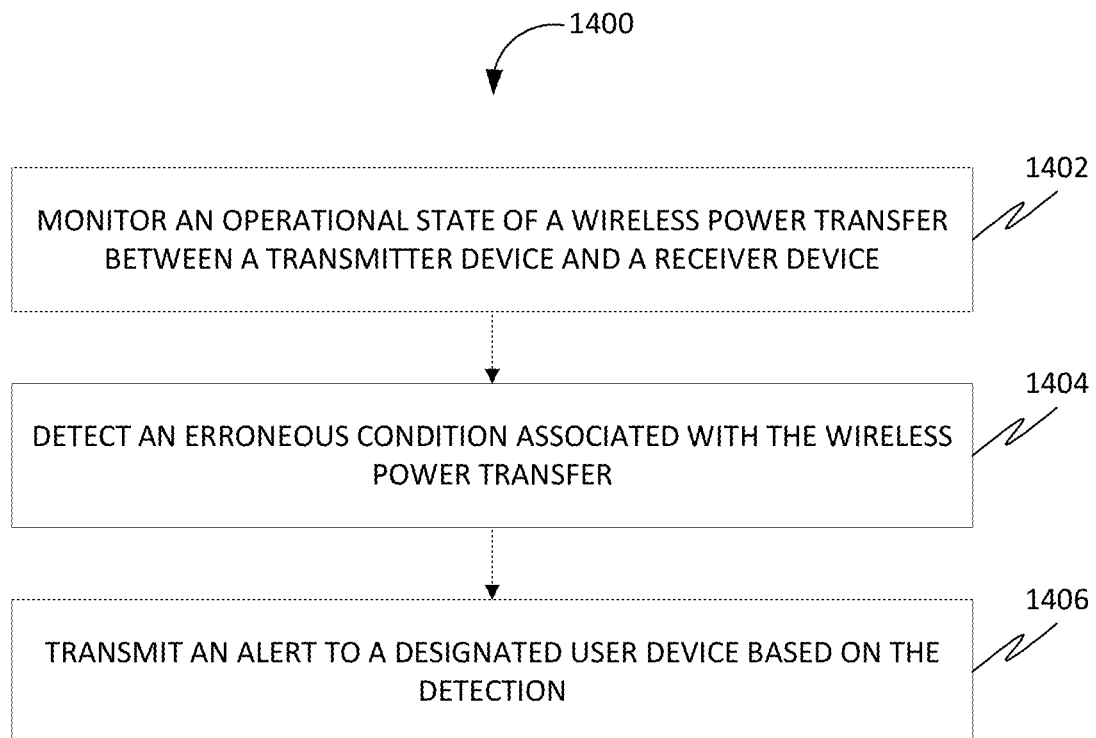 1400
1402
MONITOR AN OPERATIONAL STATE OF A WIRELESS POWER TRANSFER
BETWEEN A TRANSMITTER DEVICE AND A RECEIVER DEVICE
1404
DETECT AN ERRONEOUS CONDITION ASSOCIATED WITH THE WIRELESS
POWER TRANSFER
1406
TRANSMIT AN ALERT TO A DESIGNATED USER DEVICE BASED ON THE
DETECTION